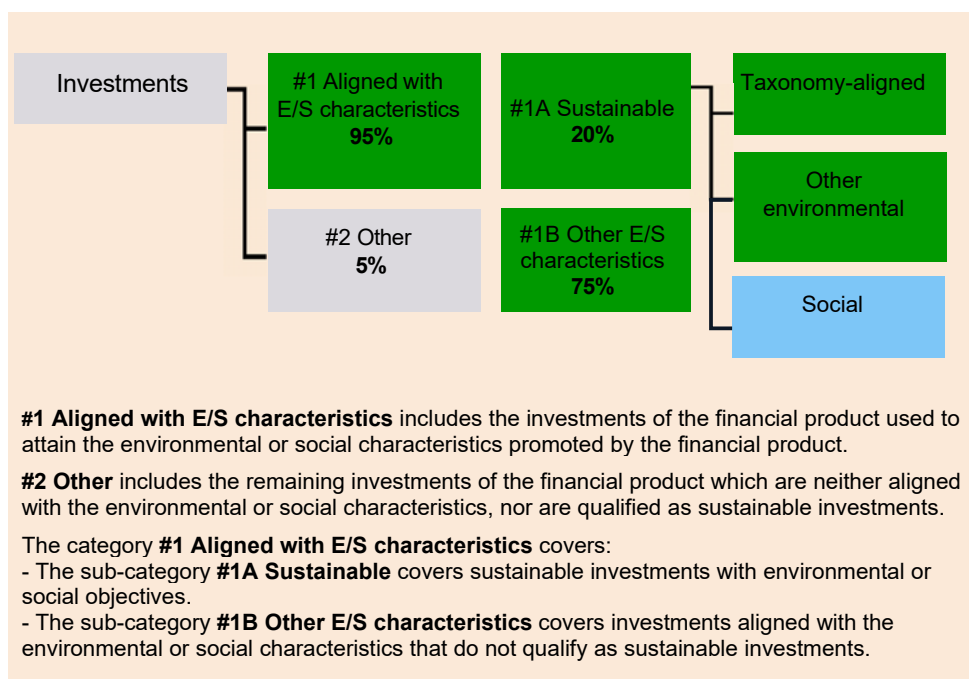 Investments
#1 Aligned with
E/S characteristics
95%
#2 Other
5%
#1A Sustainable
20%
#1B Other E/S
characteristics
75%
Taxonomy-aligned
Other
environmental
Social
#1 Aligned with E/S characteristics includes the investments of the financial product used to
attain the environmental or social characteristics promoted by the financial product.
#2 Other includes the remaining investments of the financial product which are neither aligned
with the environmental or social characteristics, nor are qualified as sustainable investments.
The category #1 Aligned with E/S characteristics covers:
- The sub-category #1A Sustainable covers sustainable investments with environmental or
social objectives.
- The sub-category #1B Other E/S characteristics covers investments aligned with the
environmental or social characteristics that do not qualify as sustainable investments.